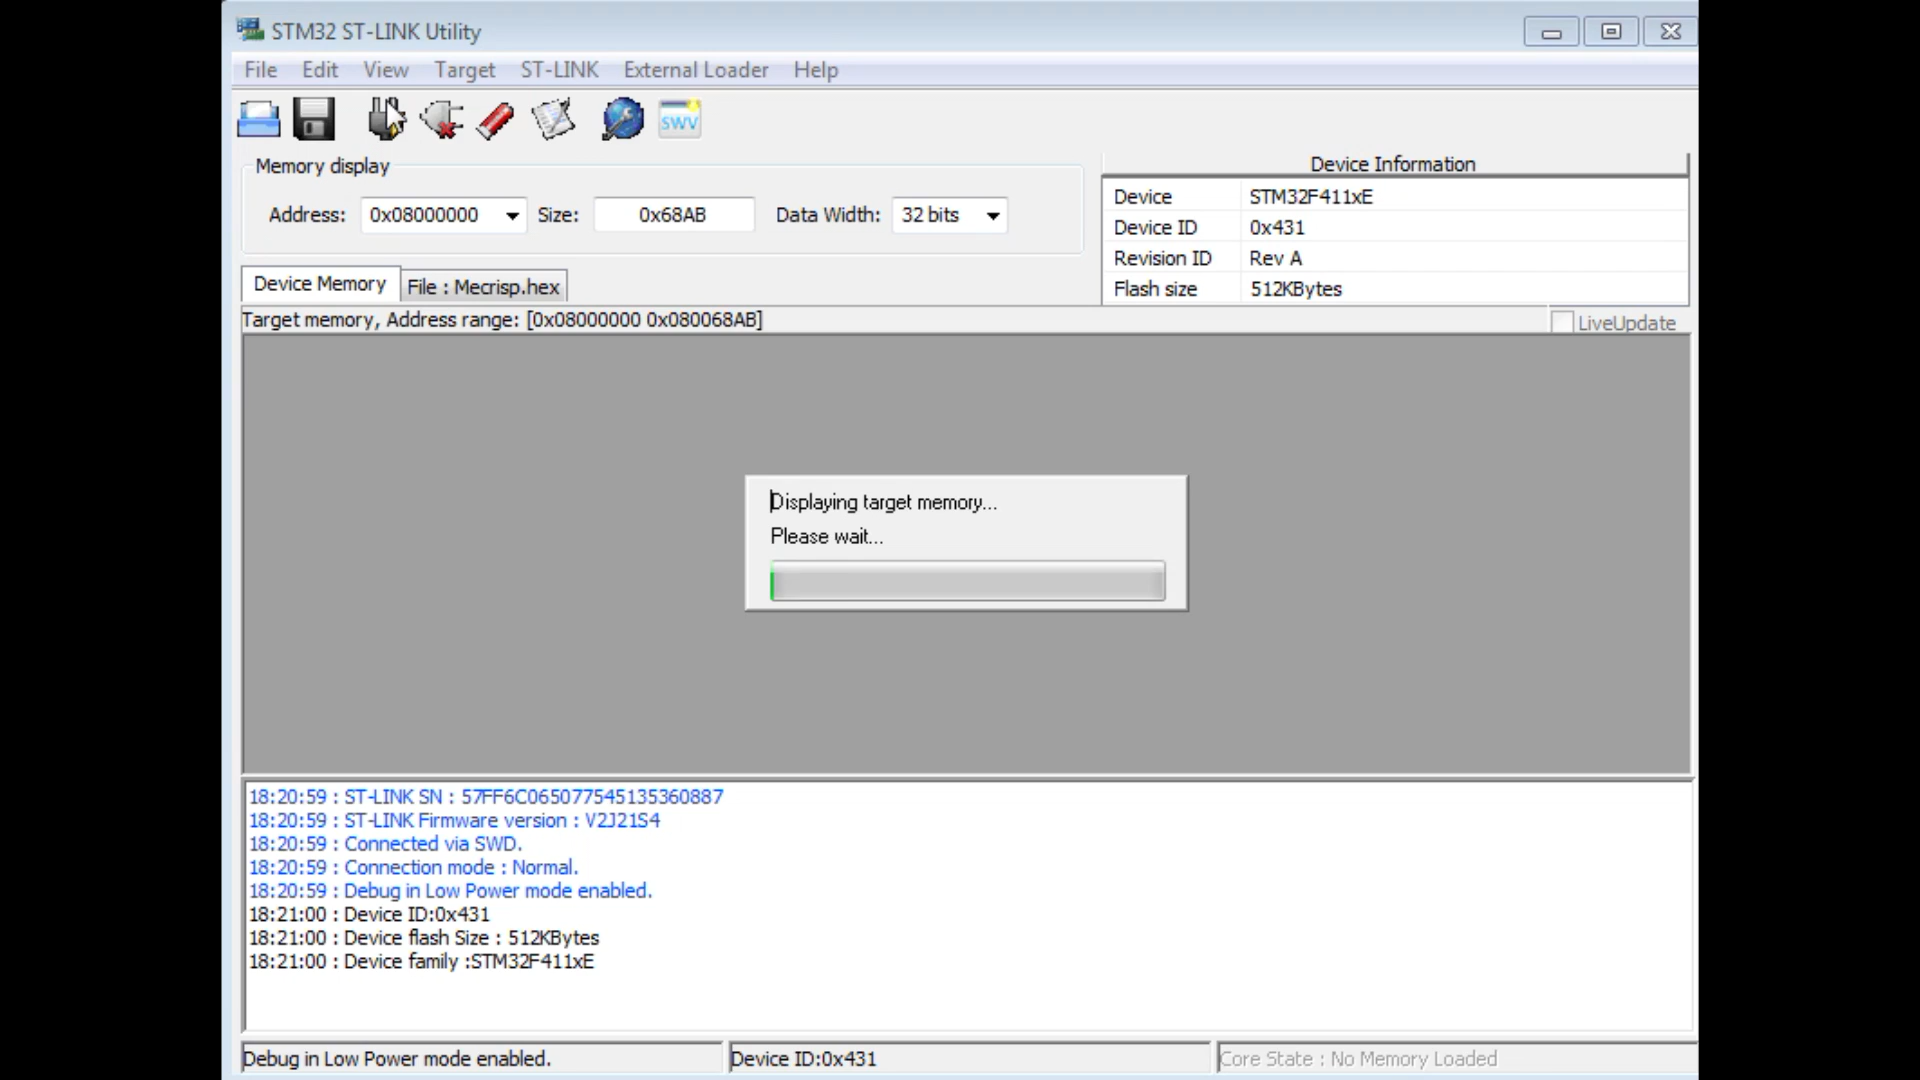 STM32 ST-LINK Utility
File Edit View Target ST-LINK External Loader Help
SWV
Memory display
Address: 0x08000000 Size: 0x68AB Data Width: 32 bits
Device Information
Device STM32F411xE
Device ID 0x431
Revision ID Rev A
Flash size 512KBytes
Device Memory File : Mecrisp.hex
Target memory, Address range: [0x08000000 0x080068AB]
LiveUpdate
Displaying target memory...
Please wait...
18:20:59 : ST-LINK SN : 57FF6C065077545135360887
18:20:59 : ST-LINK Firmware version : V2J21S4
18:20:59 : Connected via SWD.
18:20:59 : Connection mode : Normal.
18:20:59 : Debug in Low Power mode enabled.
18:21:00 : Device ID:0x431
18:21:00 : Device flash Size : 512KBytes
18:21:00 : Device family :STM32F411xE
Debug in Low Power mode enabled. Device ID:0x431 Core State : No Memory Loaded